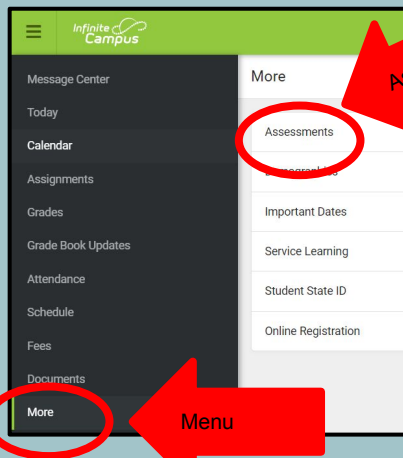 Infinite
Campus
Message Center
Today
Calendar
Assignments
Grades
Grade Book Updates
Attendance
Schedule
Fees
Documents
More
More
Assessments
Demographics
Important Dates
Service Learning
Student State ID
Online Registration
Menu